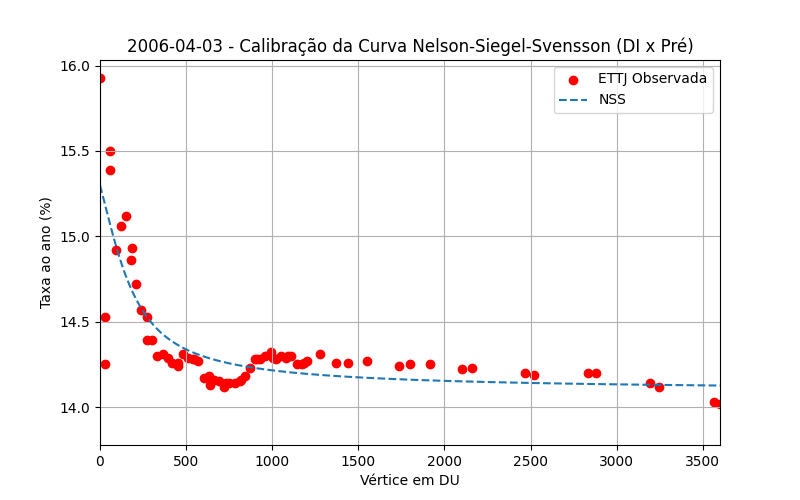 2006-04-03 - Calibração da Curva Nelson-Siegel-Svensson (DI x Pré)
ETTJ Observada
NSS
Taxa ao ano (%)
16.0
15.5
15.0
14.5
14.0
0 500 1000 1500 2000 2500 3000 3500
Vértice em DU